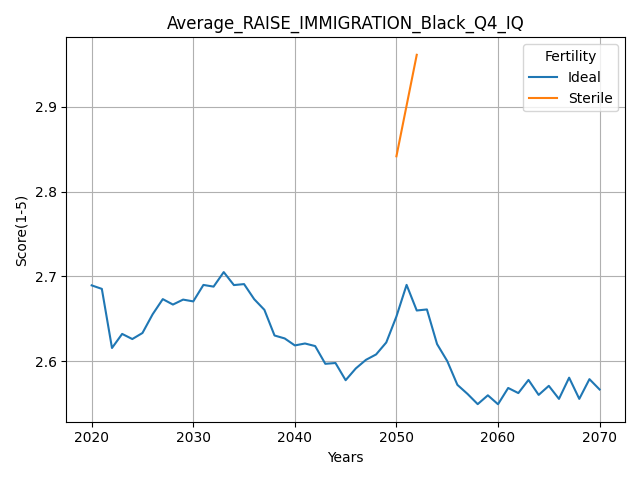 Average_RAISE_IMMIGRATION_Black_Q4_IQ
Fertility
Ideal
Sterile
Score(1-5)
2.9
2.8
2.7
2.6
2020
2030
2040
2050
2060
2070
Years